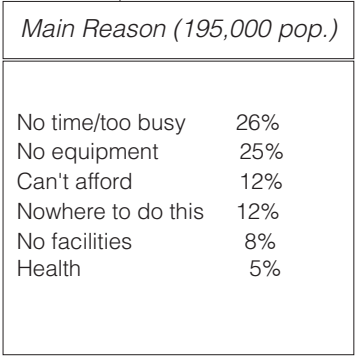 Main Reason (195,000 pop.)
No time/too busy 26%
No equipment 25%
Can't afford 12%
Nowhere to do this 12%
No facilities 8%
Health 5%